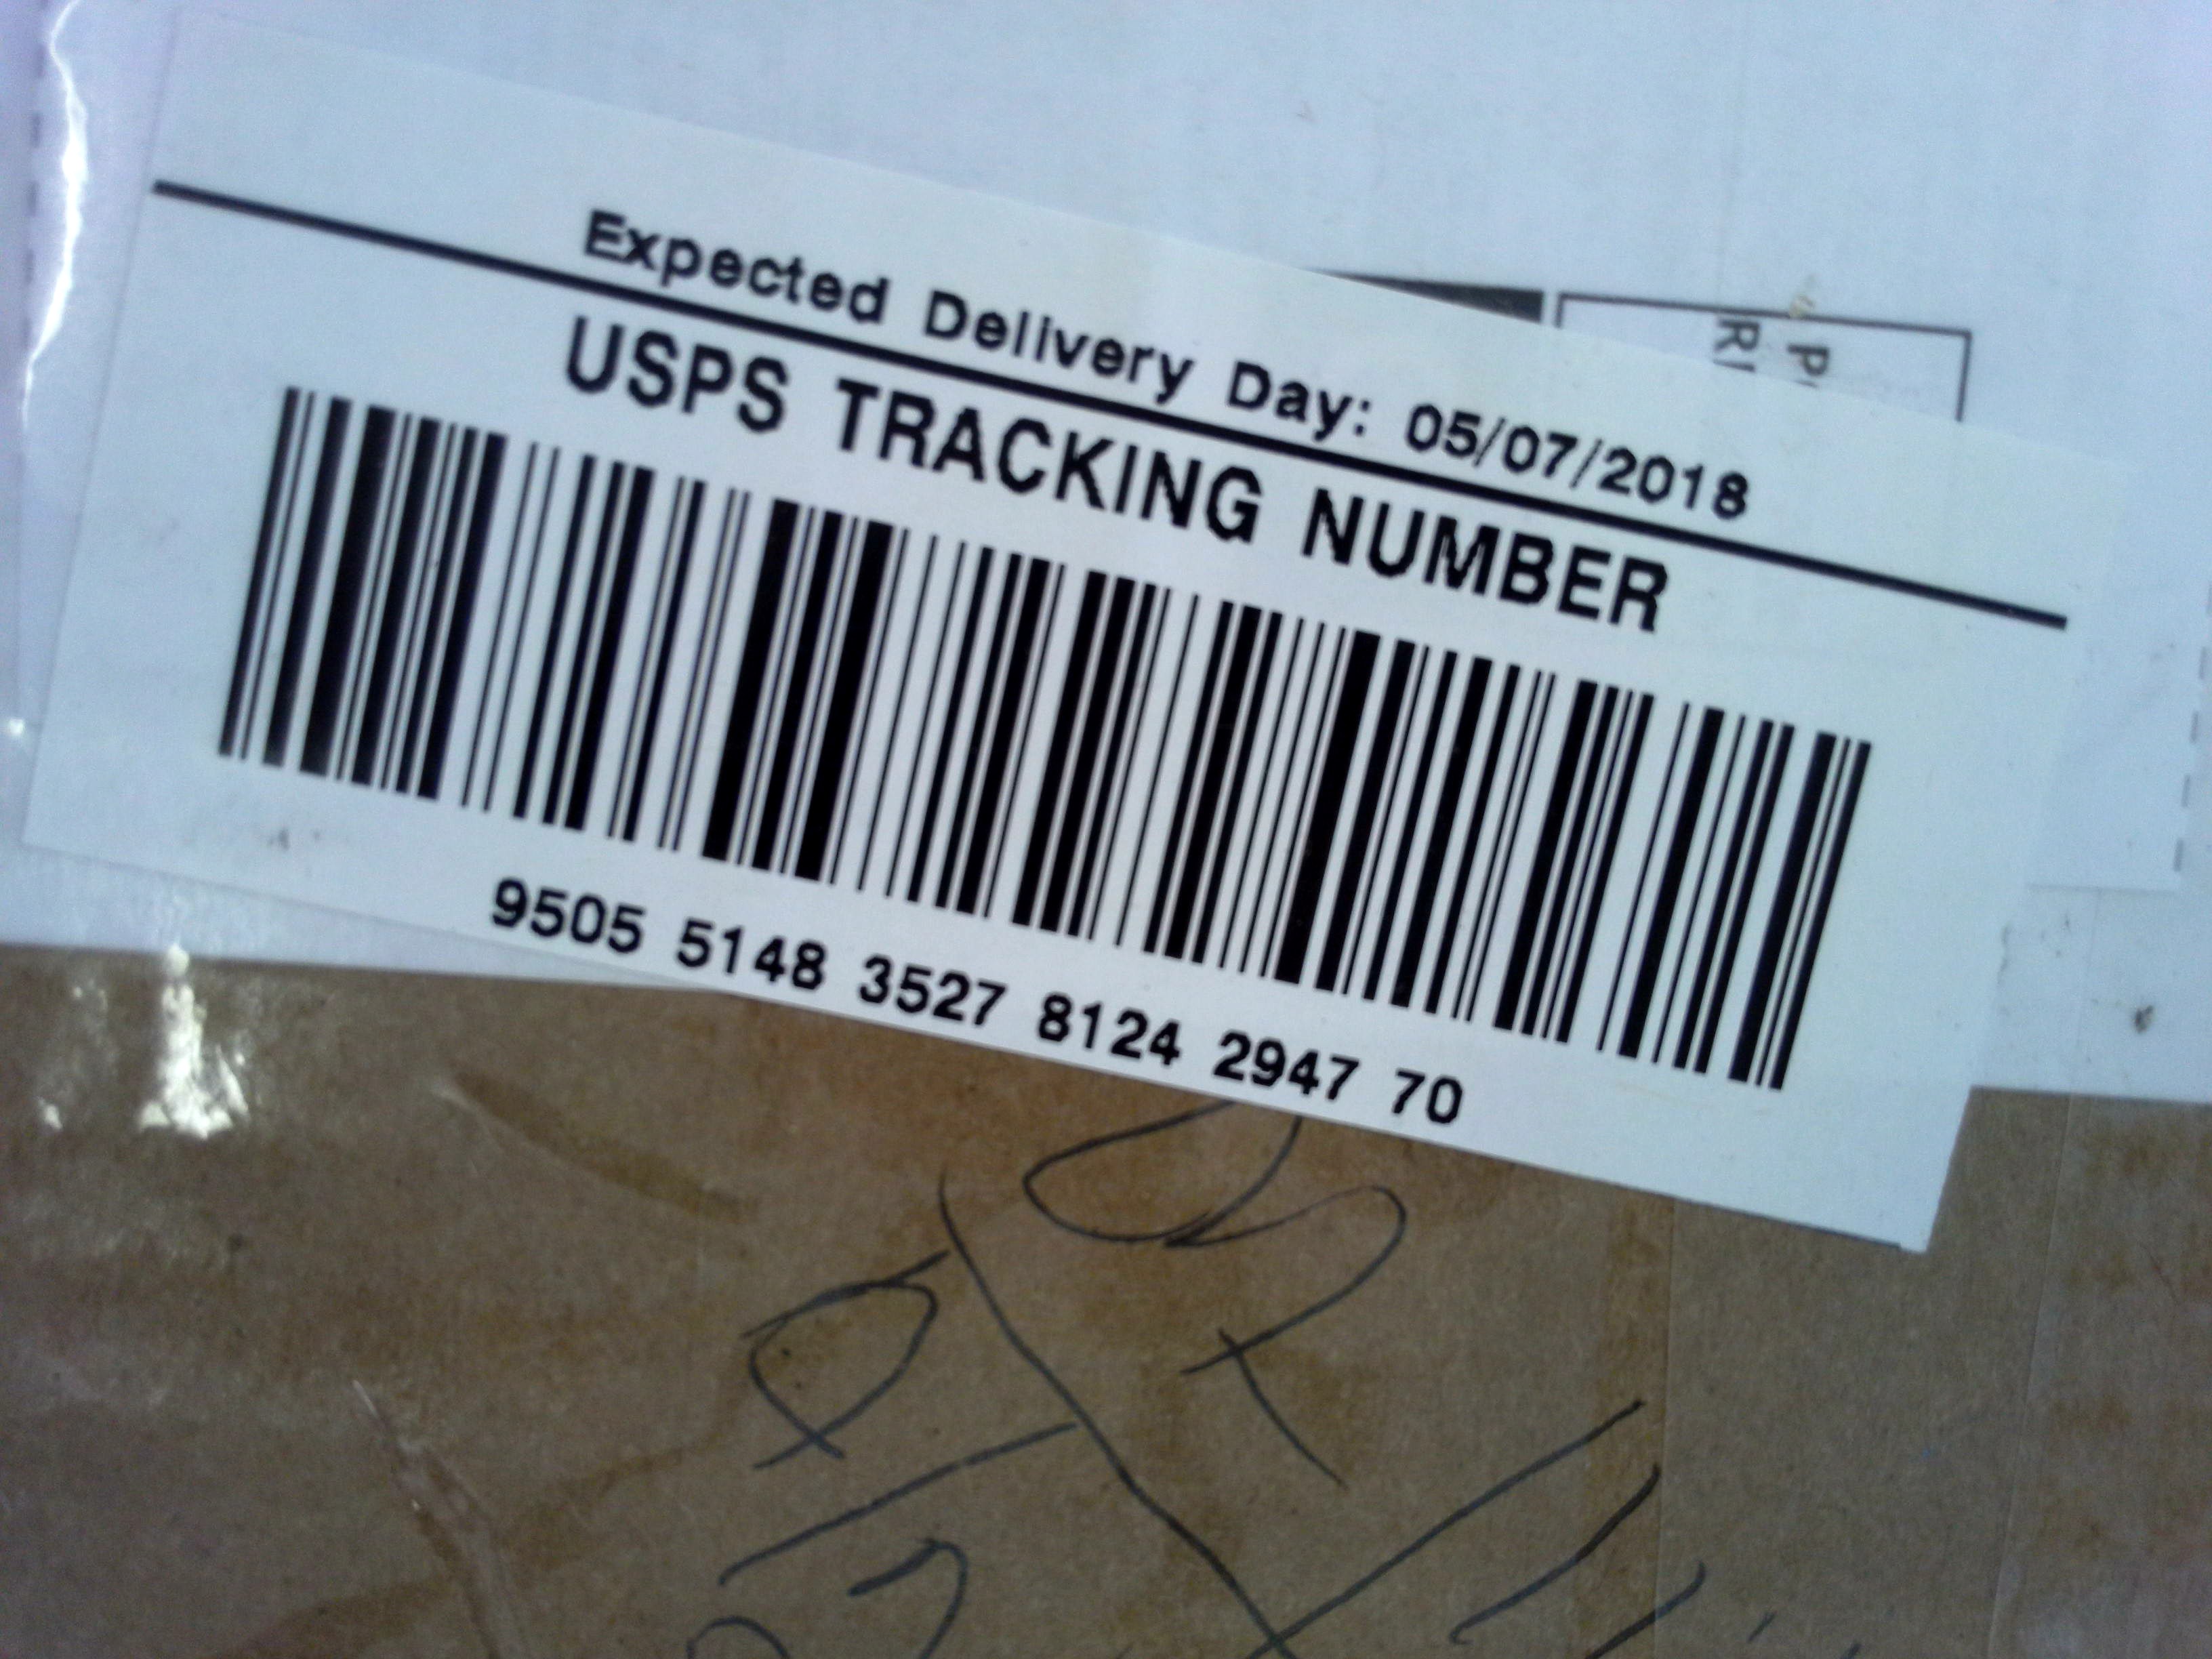 Expected Delivery Day: 05/07/2018
USPS TRACKING NUMBER
9505 5148 3527 8124 2947 70